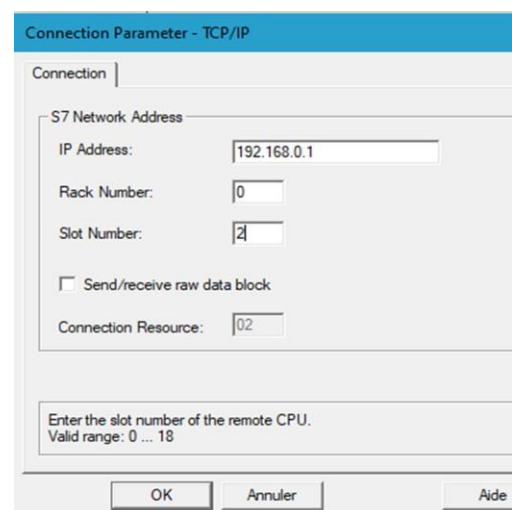 Connection Parameter - TCP/IP
Connection
S7 Network Address
IP Address: 192.168.0.1
Rack Number: 0
Slot Number: 2
Send/receive raw data block
Connection Resource: 02
Enter the slot number of the remote CPU.
Valid range: 0 ... 18
OK Annuler Aide